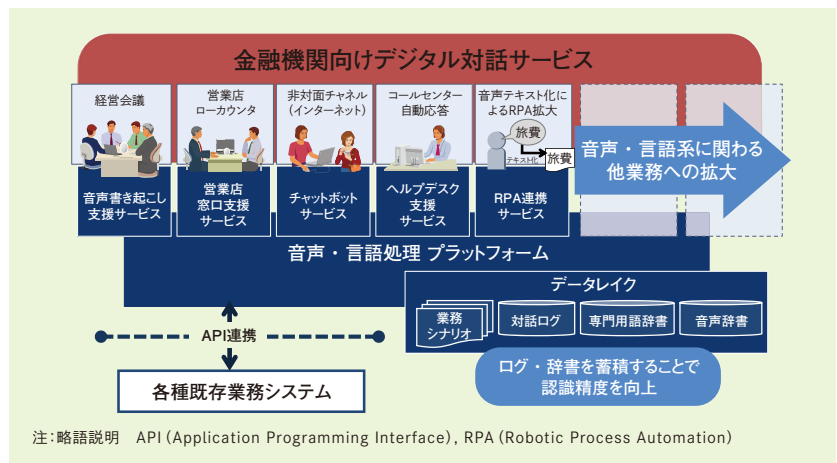 金融機関向けデジタル対話サービス
経営会議
営業店
ローカウンタ
非対面チャネル
(インターネット)
コールセンター
自動応答
音声テキスト化に
よるRPA拡大
旅費
テキスト化
旅費
音声・言語系に関わる
他業務への拡大
音声書き起こし
支援サービス
営業店
窓口支援
サービス
チャットボット
サービス
ヘルプデスク
支援
サービス
RPA連携
サービス
音声・言語処理 プラットフォーム
データレイク
業務
シナリオ
対話ログ
専門用語辞書
音声辞書
API連携
ログ・辞書を蓄積することで
認識精度を向上
各種既存業務システム
注:略語説明 API(Application Programming Interface),RPA(Robotic Process Automation)